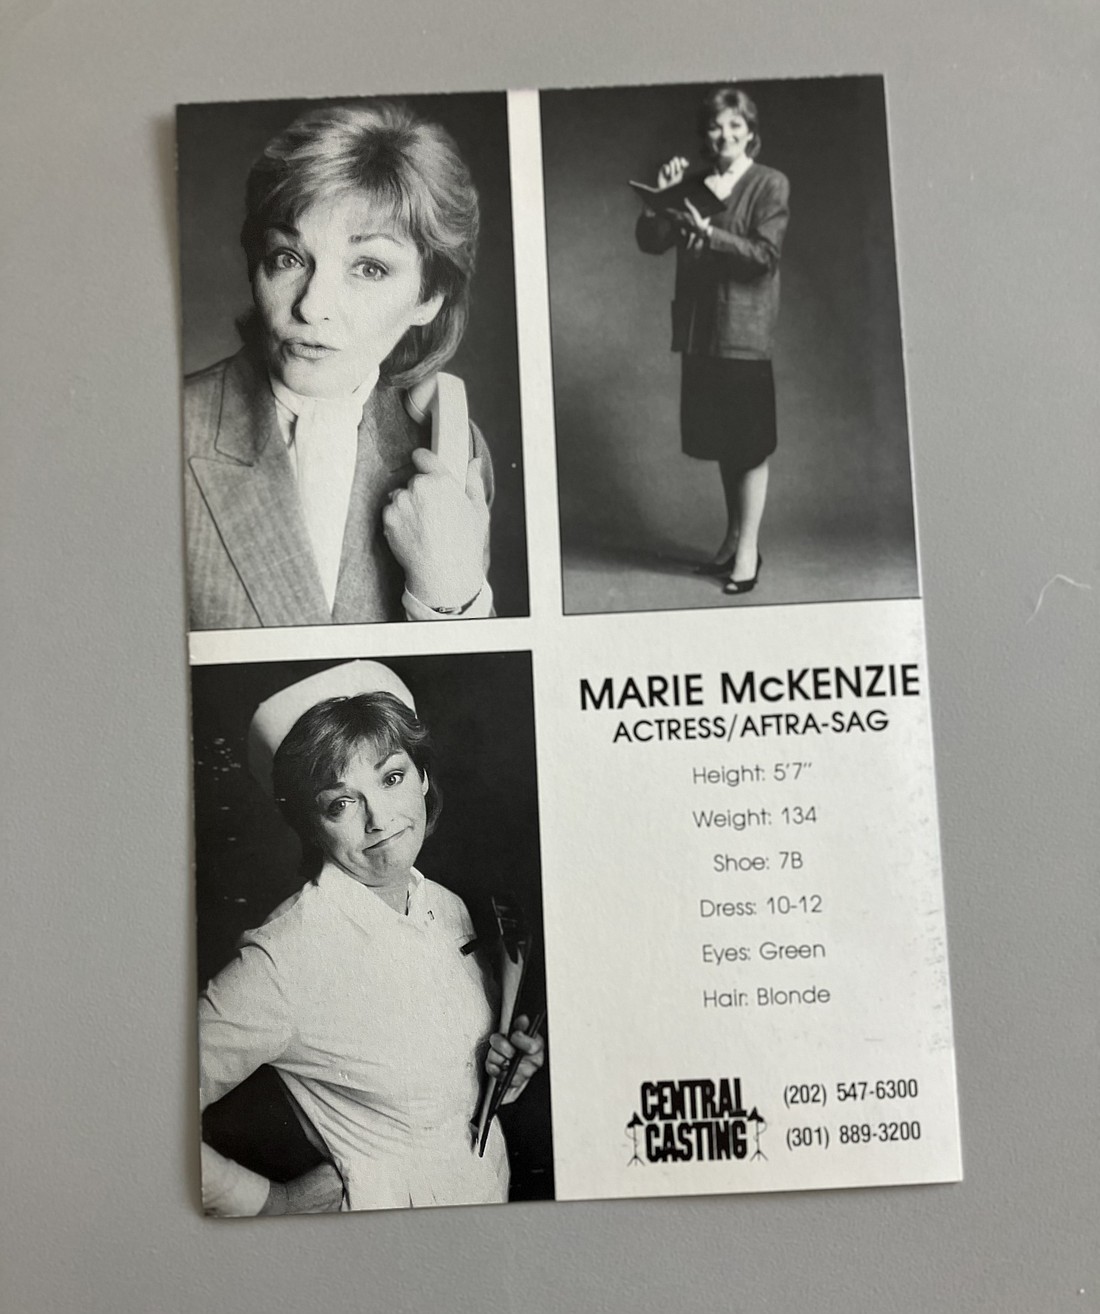 MARIE McKENZIE
ACTRESS/AFTRA-SAG
Height: 5'7"
Weight: 134
Shoe: 7B
Dress: 10-12
Eyes: Green
Hair: Blonde
CENTRAL
CASTING
(202) 547-6300
(301) 889-3200